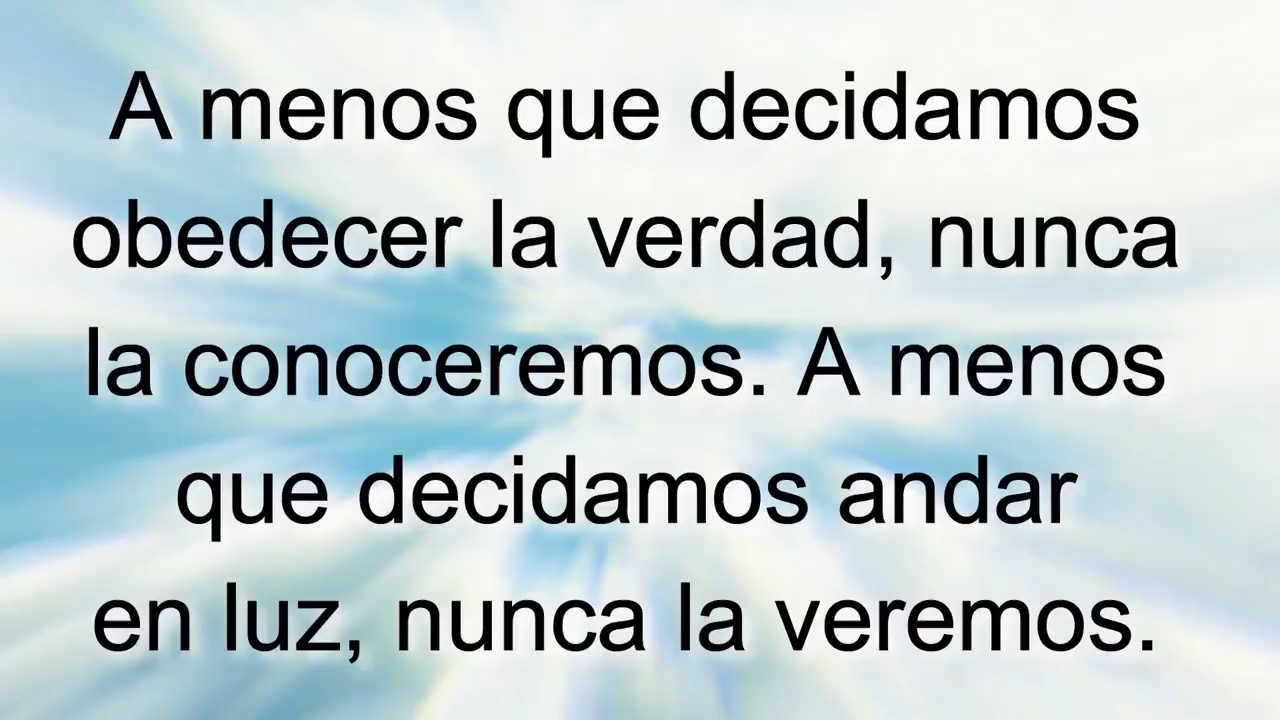 A menos que decidamos
obedecer la verdad, nunca
la conoceremos. A menos
que decidamos andar
en luz, nunca la veremos.